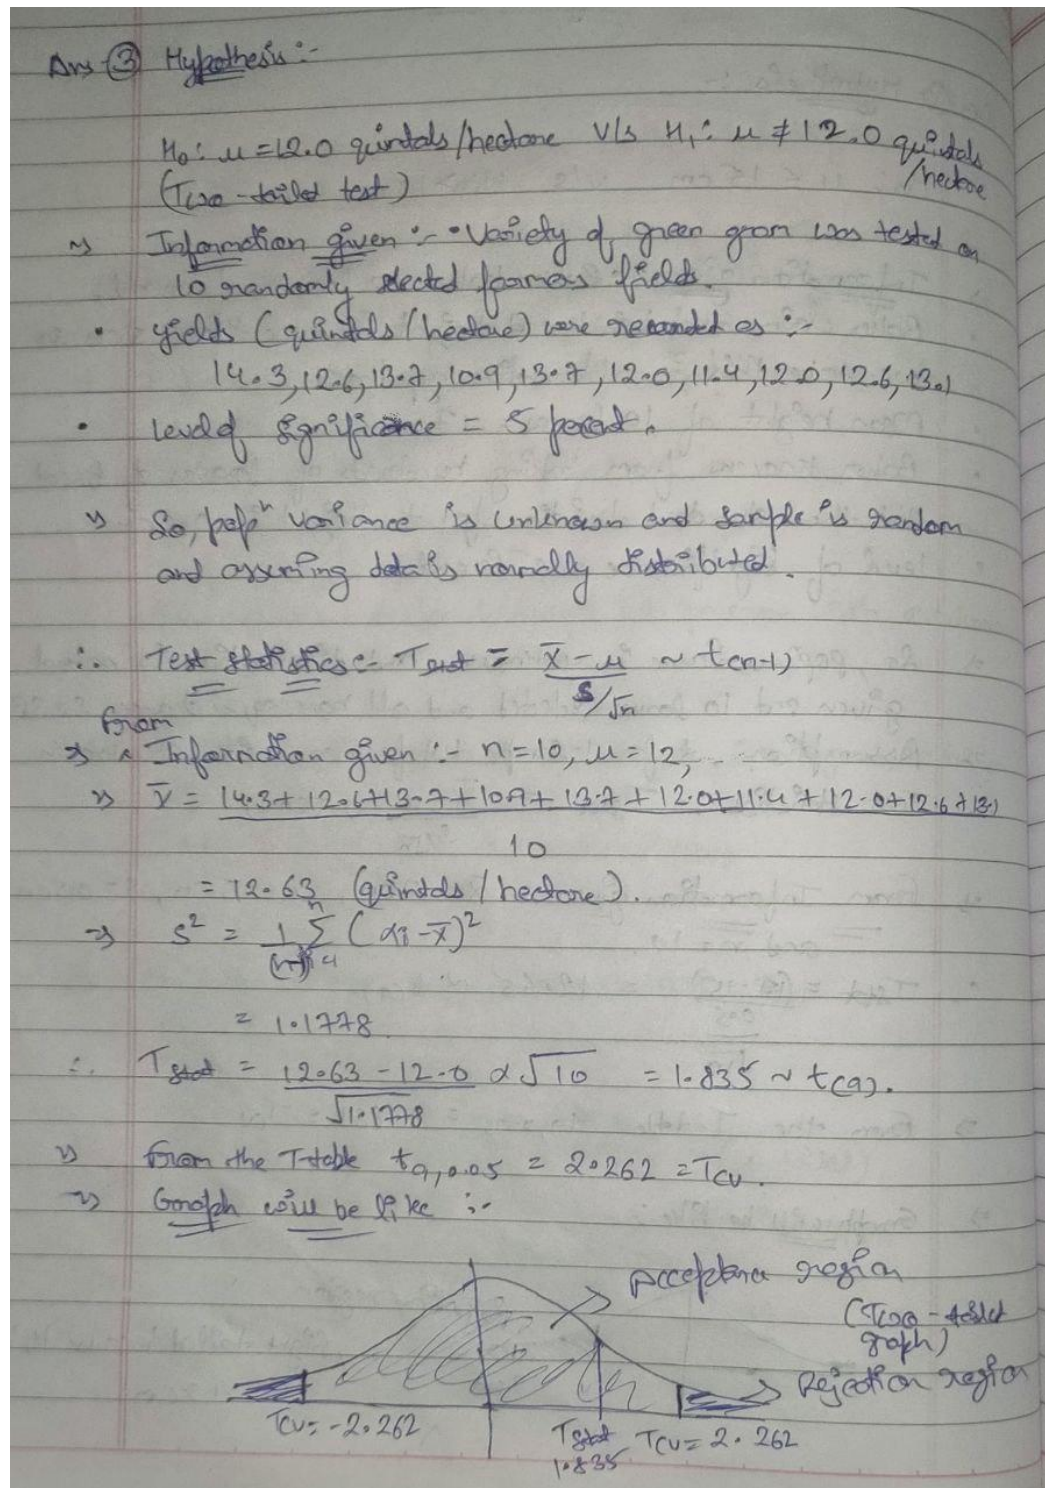 Ans-③ Hypothesis :-
H₀ : μ = 12.0 quintals/hectare V/s H₁ : μ ≠ 12.0 quintals
/hectare
(Two-tailed test)
Information given :- • Variety of green gram was tested on
10 randomly selected farmers fields.
• yields (quintals/hectare) were recorded as :-
14.3, 12.6, 13.7, 10.9, 13.7, 12.0, 11.4, 12.0, 12.6, 13.1
• level of significance = 5 percent.
So, popⁿ variance is unknown and sample is random
and assuming data is normally distributed.
∴ Test statistics :- Tstat = x̄ - μ / S/√n ~ t(n-1)
from
⇒ ^ Information given :- n=10, μ=12,
⇒ x̄ = 14.3+12.6+13.7+10.9+13.7+12.0+11.4+12.0+12.6+13.1
10
= 12.63 (quintals/hectare).
⇒ S² = 1/(n-1) Σⁿi=1 (xi - x̄)²
= 1.1778
∴ Tstat = 12.63 - 12.0 / √1.1778 x √10 = 1.835 ~ t(9).
⇒ from the T-table t9,0.05 = 2.262 = Tcv.
⇒ Graph will be like :-
Acceptance region
(Two-tailed
graph)
Rejection region
Tcv = -2.262
Tstat
1.835
Tcv = 2.262